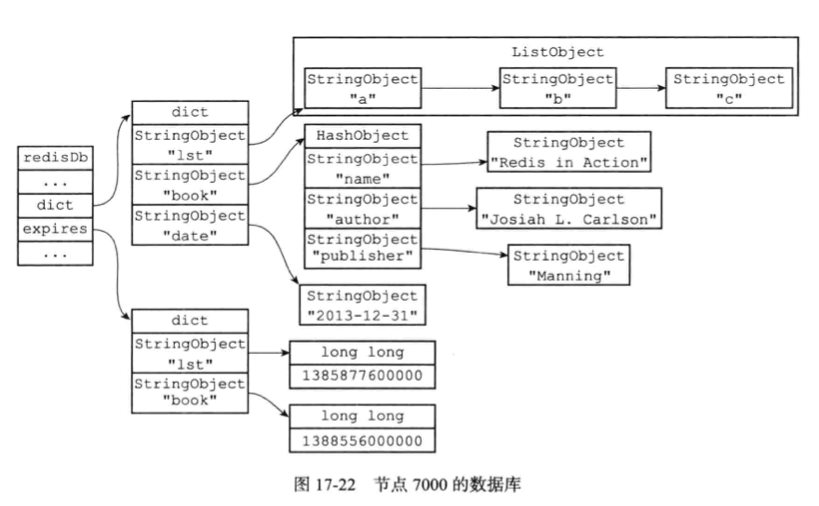 ListObject
StringObject
"a"
StringObject
"b"
StringObject
"c"
redisDb
...
dict
expires
...
dict
StringObject
"lst"
StringObject
"book"
StringObject
"date"
HashObject
StringObject
"name"
StringObject
"author"
StringObject
"publisher"
StringObject
"Redis in Action"
StringObject
"Josiah L. Carlson"
StringObject
"Manning"
StringObject
"2013-12-31"
dict
StringObject
"lst"
StringObject
"book"
long long
1385877600000
long long
1388556000000
图 17-22 节点 7000 的数据库